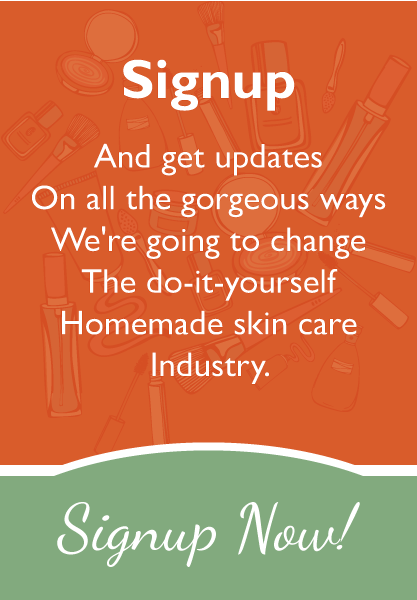 Signup
And get updates
On all the gorgeous ways
We're going to change
The do-it-yourself
Homemade skin care
Industry.
Signup Now!